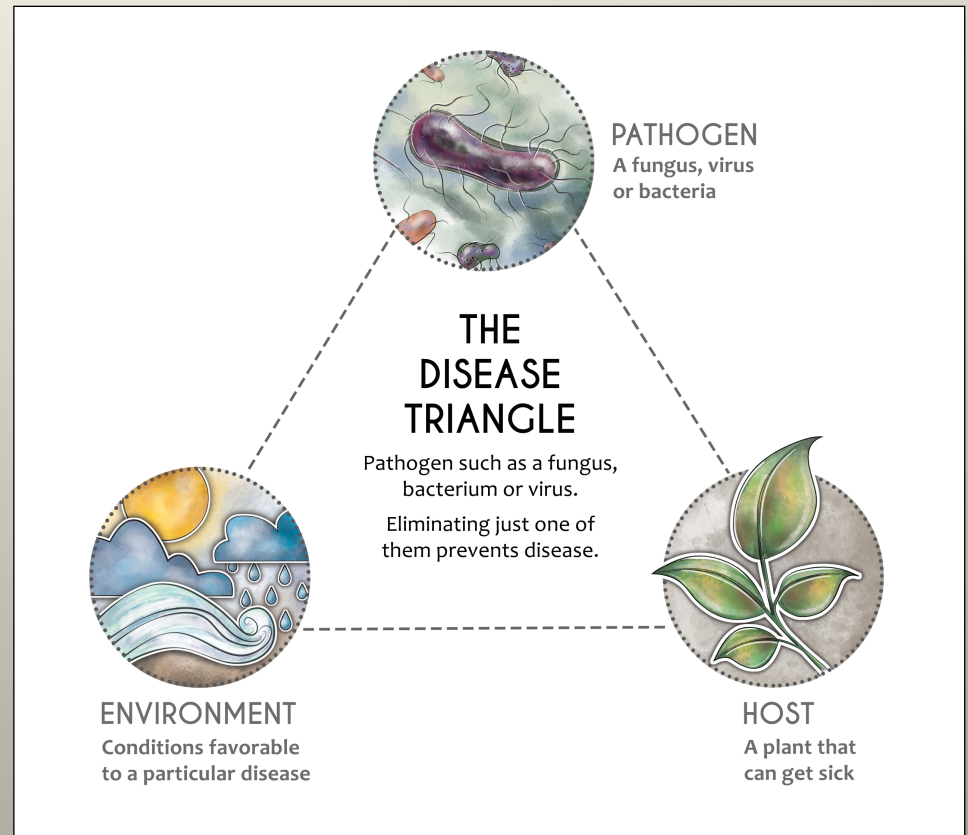 PATHOGEN
A fungus, virus
or bacteria
THE
DISEASE
TRIANGLE
Pathogen such as a fungus,
bacterium or virus.
Eliminating just one of
them prevents disease.
ENVIRONMENT
Conditions favorable
to a particular disease
HOST
A plant that
can get sick